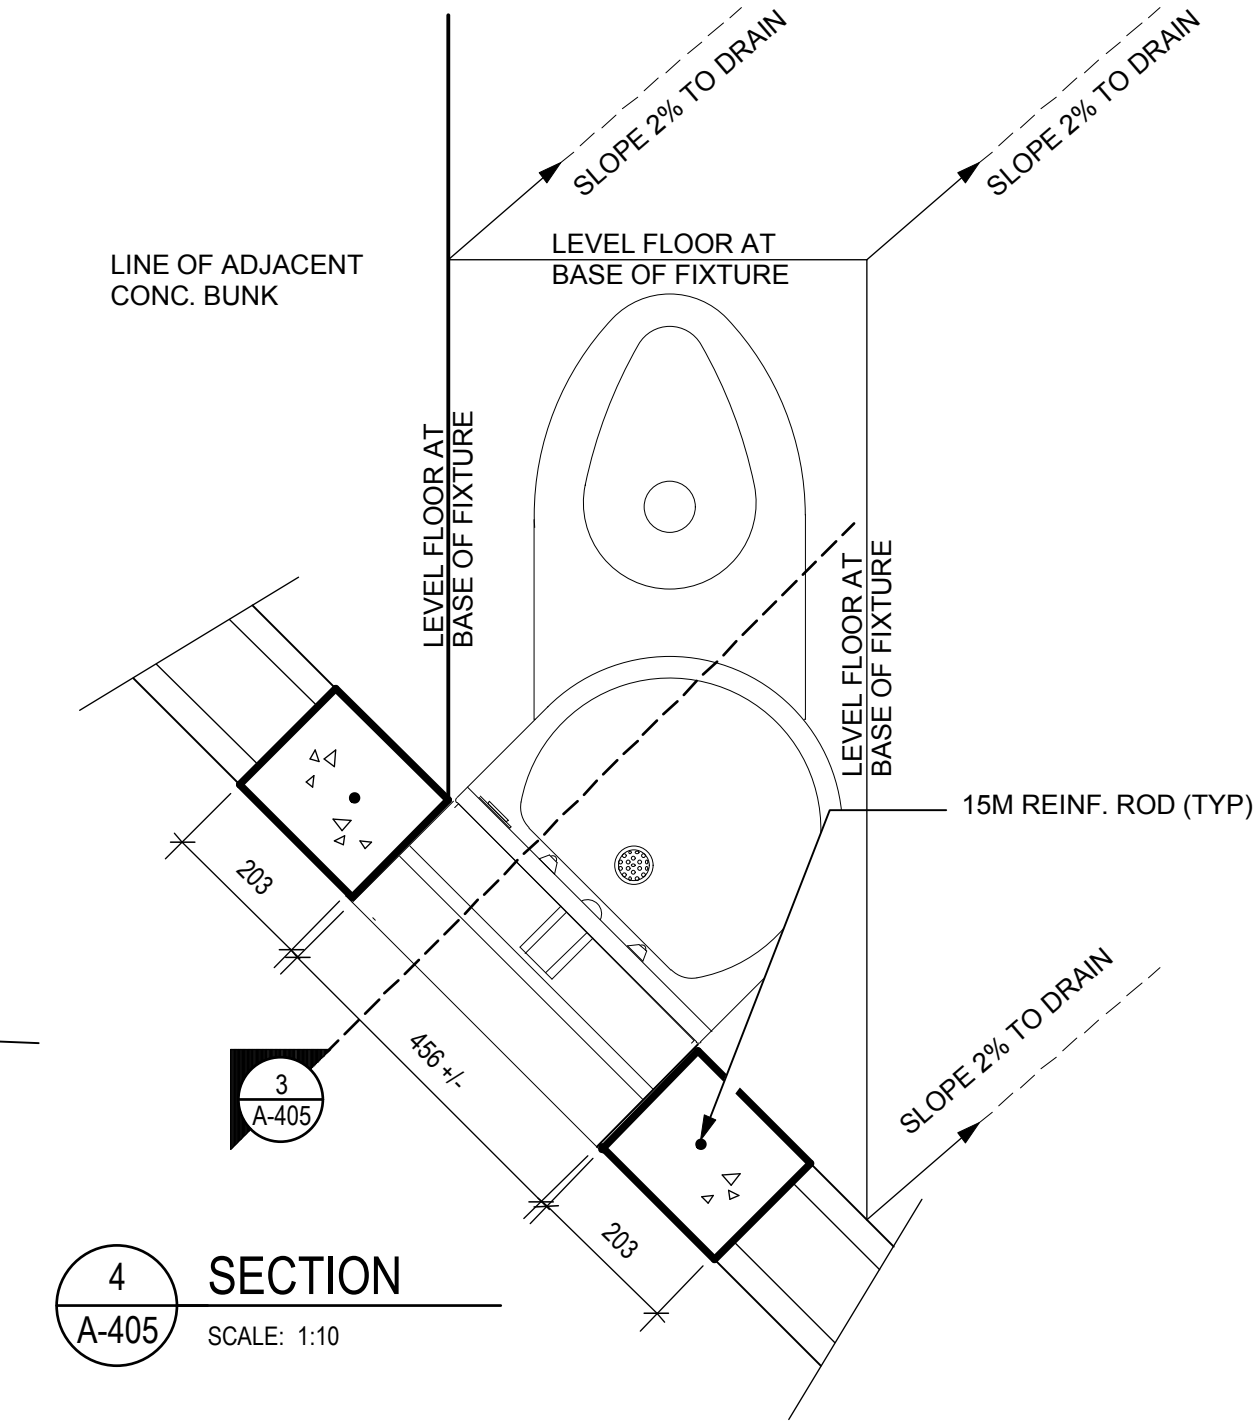 SLOPE 2% TO DRAIN
SLOPE 2% TO DRAIN
LEVEL FLOOR AT
BASE OF FIXTURE
LINE OF ADJACENT
CONC. BUNK
LEVEL FLOOR AT
BASE OF FIXTURE
LEVEL FLOOR AT
BASE OF FIXTURE
15M REINF. ROD (TYP)
203
456 +/-
203
SLOPE 2% TO DRAIN
3
A-405
4
A-405
SECTION
SCALE: 1:10